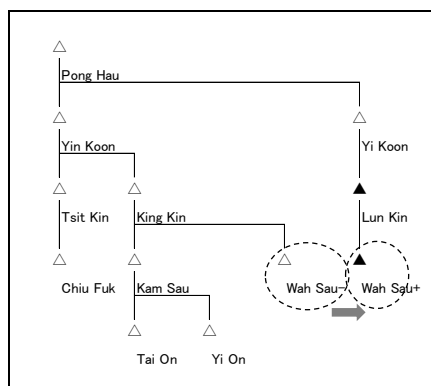 Pong Hau
Yin Koon Yi Koon
Tsit Kin King Kin Lun Kin
Chiu Fuk Kam Sau Wah Sau- Wah Sau+
Tai On Yi On